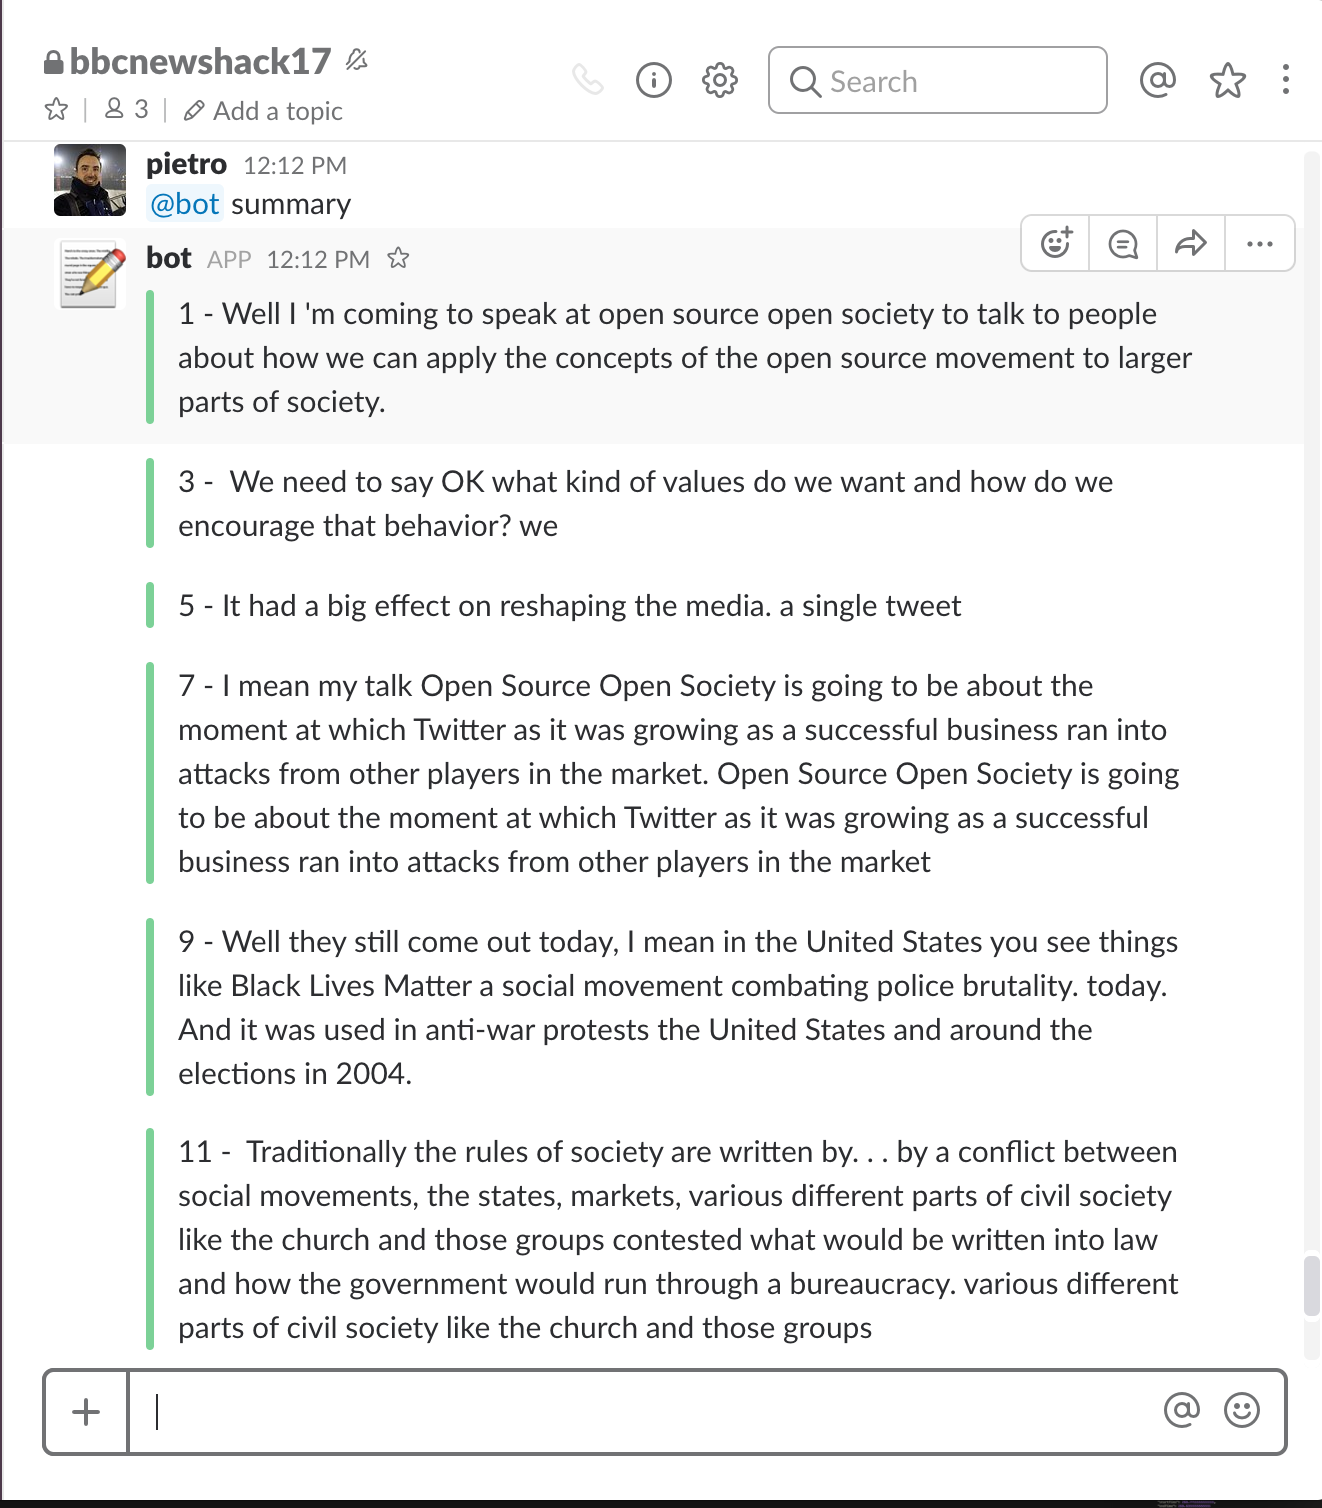 bbcnewshack17
3
Add a topic
Search
pietro 12:12 PM
@bot summary
bot APP 12:12 PM
1 - Well I 'm coming to speak at open source open society to talk to people
about how we can apply the concepts of the open source movement to larger
parts of society.
3 -  We need to say OK what kind of values do we want and how do we
encourage that behavior? we
5 - It had a big effect on reshaping the media. a single tweet
7 - I mean my talk Open Source Open Society is going to be about the
moment at which Twitter as it was growing as a successful business ran into
attacks from other players in the market. Open Source Open Society is going
to be about the moment at which Twitter as it was growing as a successful
business ran into attacks from other players in the market
9 - Well they still come out today, I mean in the United States you see things
like Black Lives Matter a social movement combating police brutality. today.
And it was used in anti-war protests the United States and around the
elections in 2004.
11 -  Traditionally the rules of society are written by. . . by a conflict between
social movements, the states, markets, various different parts of civil society
like the church and those groups contested what would be written into law
and how the government would run through a bureaucracy. various different
parts of civil society like the church and those groups